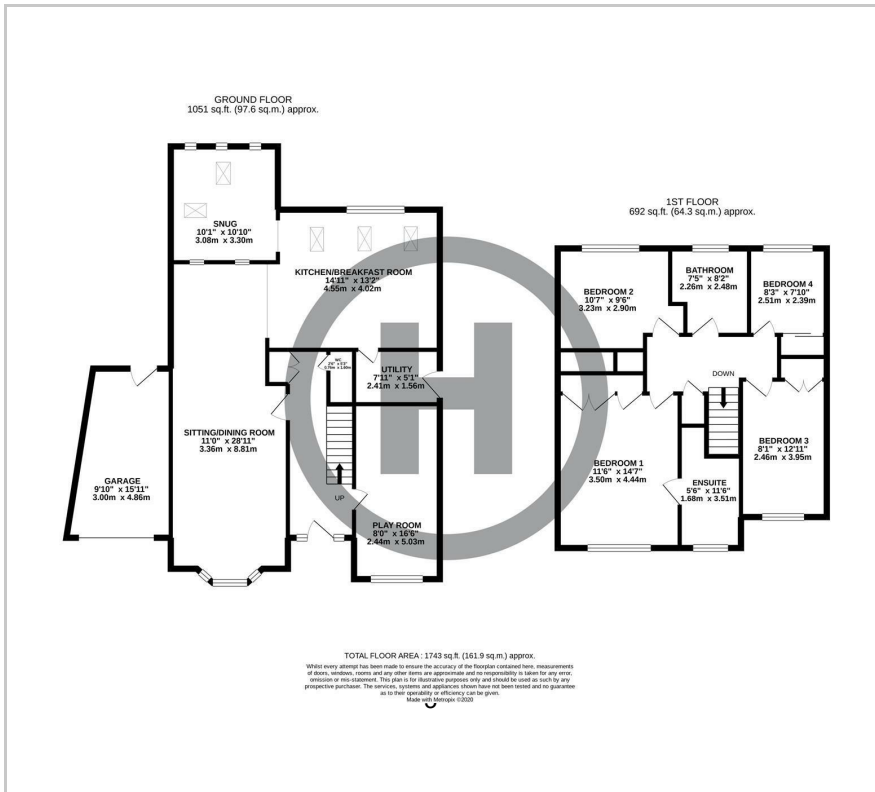 GROUND FLOOR
1051 sq.ft. (97.6 sq.m.) approx.
SNUG
10'1" x 10'10"
3.08m x 3.30m
KITCHEN/BREAKFAST ROOM
14'11" x 13'2"
4.55m x 4.02m
WC
UTILITY
7'11" x 5'1"
2.41m x 1.56m
SITTING/DINING ROOM
11'0" x 28'11"
3.36m x 8.81m
GARAGE
9'10" x 15'11"
3.00m x 4.86m
UP
PLAY ROOM
8'0" x 16'6"
2.44m x 5.03m
1ST FLOOR
692 sq.ft. (64.3 sq.m.) approx.
BEDROOM 2
10'7" x 9'6"
3.23m x 2.90m
BATHROOM
7'5" x 8'2"
2.26m x 2.48m
BEDROOM 4
8'3" x 7'10"
2.51m x 2.39m
DOWN
BEDROOM 1
11'6" x 14'7"
3.50m x 4.44m
ENSUITE
5'6" x 11'6"
1.68m x 3.51m
BEDROOM 3
8'1" x 12'11"
2.46m x 3.95m
H
TOTAL FLOOR AREA : 1743 sq.ft. (161.9 sq.m.) approx.
Whilst every attempt has been made to ensure the accuracy of the floorplan contained here, measurements
of doors, windows, rooms and any other items are approximate and no responsibility is taken for any error,
omission or mis-statement. This plan is for illustrative purposes only and should be used as such by any
prospective purchaser. The services, systems and appliances shown have not been tested and no guarantee
as to their operability or efficiency can be given.
Made with Metropix ©2020